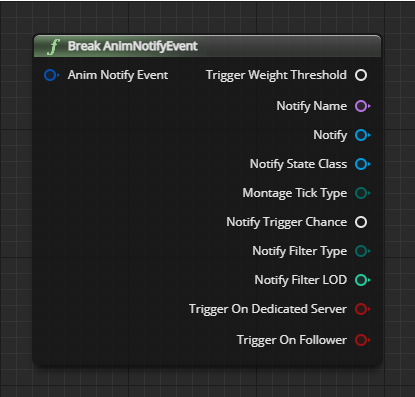 Break AnimNotifyEvent
Anim Notify Event Trigger Weight Threshold
Notify Name
Notify
Notify State Class
Montage Tick Type
Notify Trigger Chance
Notify Filter Type
Notify Filter LOD
Trigger On Dedicated Server
Trigger On Follower